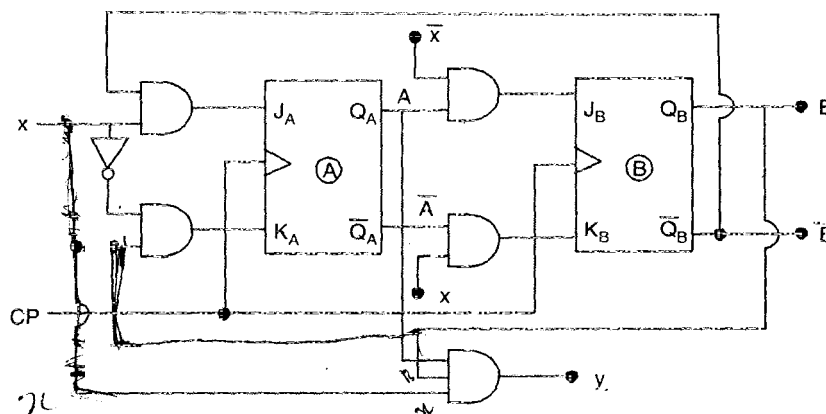 x̅
A
x
J_A Q_A
J_B Q_B
B
A
B
A̅
K_A Q̅_A
K_B Q̅_B
x
CP
x
y